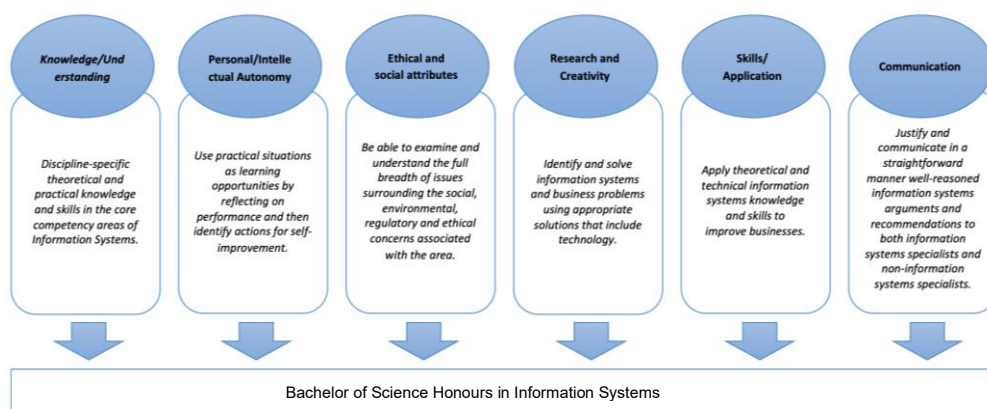 Knowledge/Und
erstanding
Discipline-specific
theoretical and
practical knowledge
and skills in the core
competency areas of
Information Systems.
Personal/Intelle
ctual Autonomy
Use practical situations
as learning
opportunities by
reflecting on
performance and then
identify actions for self-
improvement.
Ethical and
social attributes
Be able to examine and
understand the full
breadth of issues
surrounding the social,
environmental,
regulatory and ethical
concerns associated
with the area.
Research and
Creativity
Identify and solve
information systems
and business problems
using appropriate
solutions that include
technology.
Skills/
Application
Apply theoretical and
technical information
systems knowledge
and skills to
improve businesses.
Communication
Justify and
communicate in a
straightforward
manner well-reasoned
information systems
arguments and
recommendations to
both information
systems specialists and
non-information
systems specialists.
Bachelor of Science Honours in Information Systems